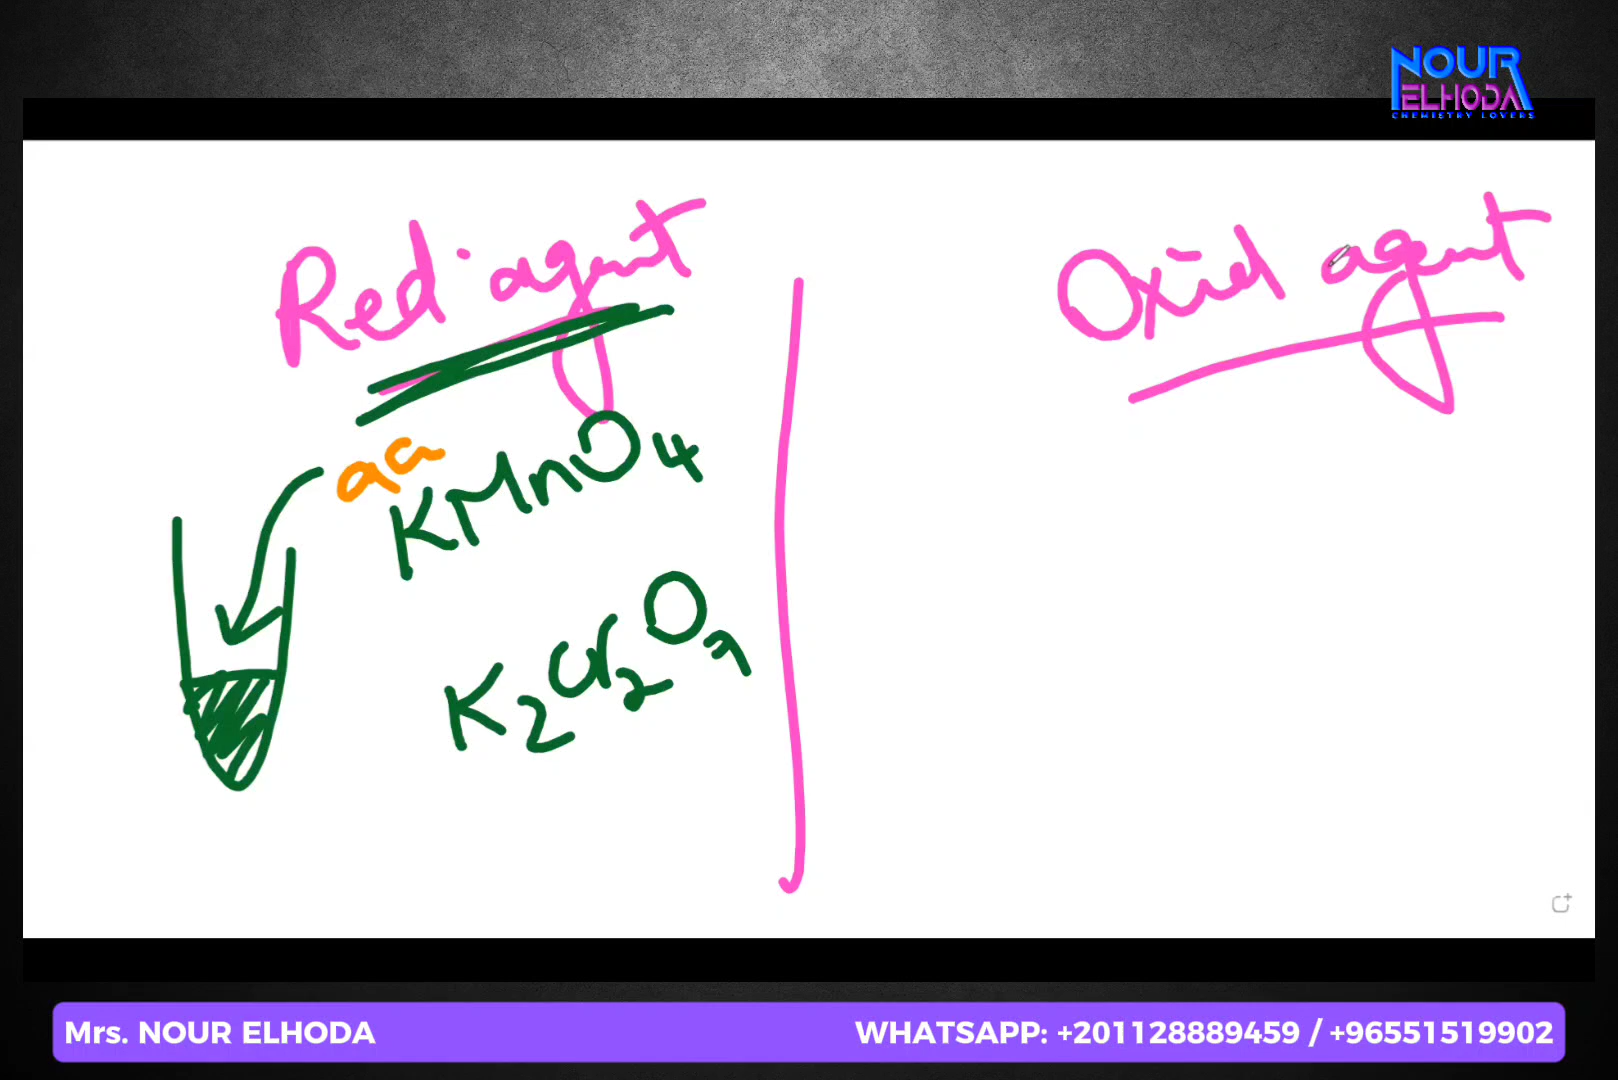 NOUR
ELHODA
CHEMISTRY LOVERS
Red. agent
Oxid agent
aq
KMnO4
K2Cr2O7
Mrs. NOUR ELHODA
WHATSAPP: +201128889459 / +96551519902